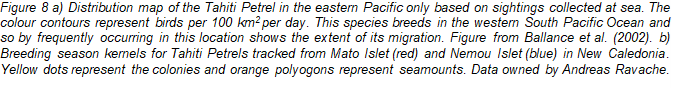 Figure 8 a) Distribution map of the Tahiti Petrel in the eastern Pacific only based on sightings collected at sea. The
colour contours represent birds per 100 km² per day. This species breeds in the western South Pacific Ocean and
so by frequently occurring in this location shows the extent of its migration. Figure from Ballance et al. (2002). b)
Breeding season kernels for Tahiti Petrels tracked from Mato Islet (red) and Nemou Islet (blue) in New Caledonia.
Yellow dots represent the colonies and orange polyogons represent seamounts. Data owned by Andreas Ravache.